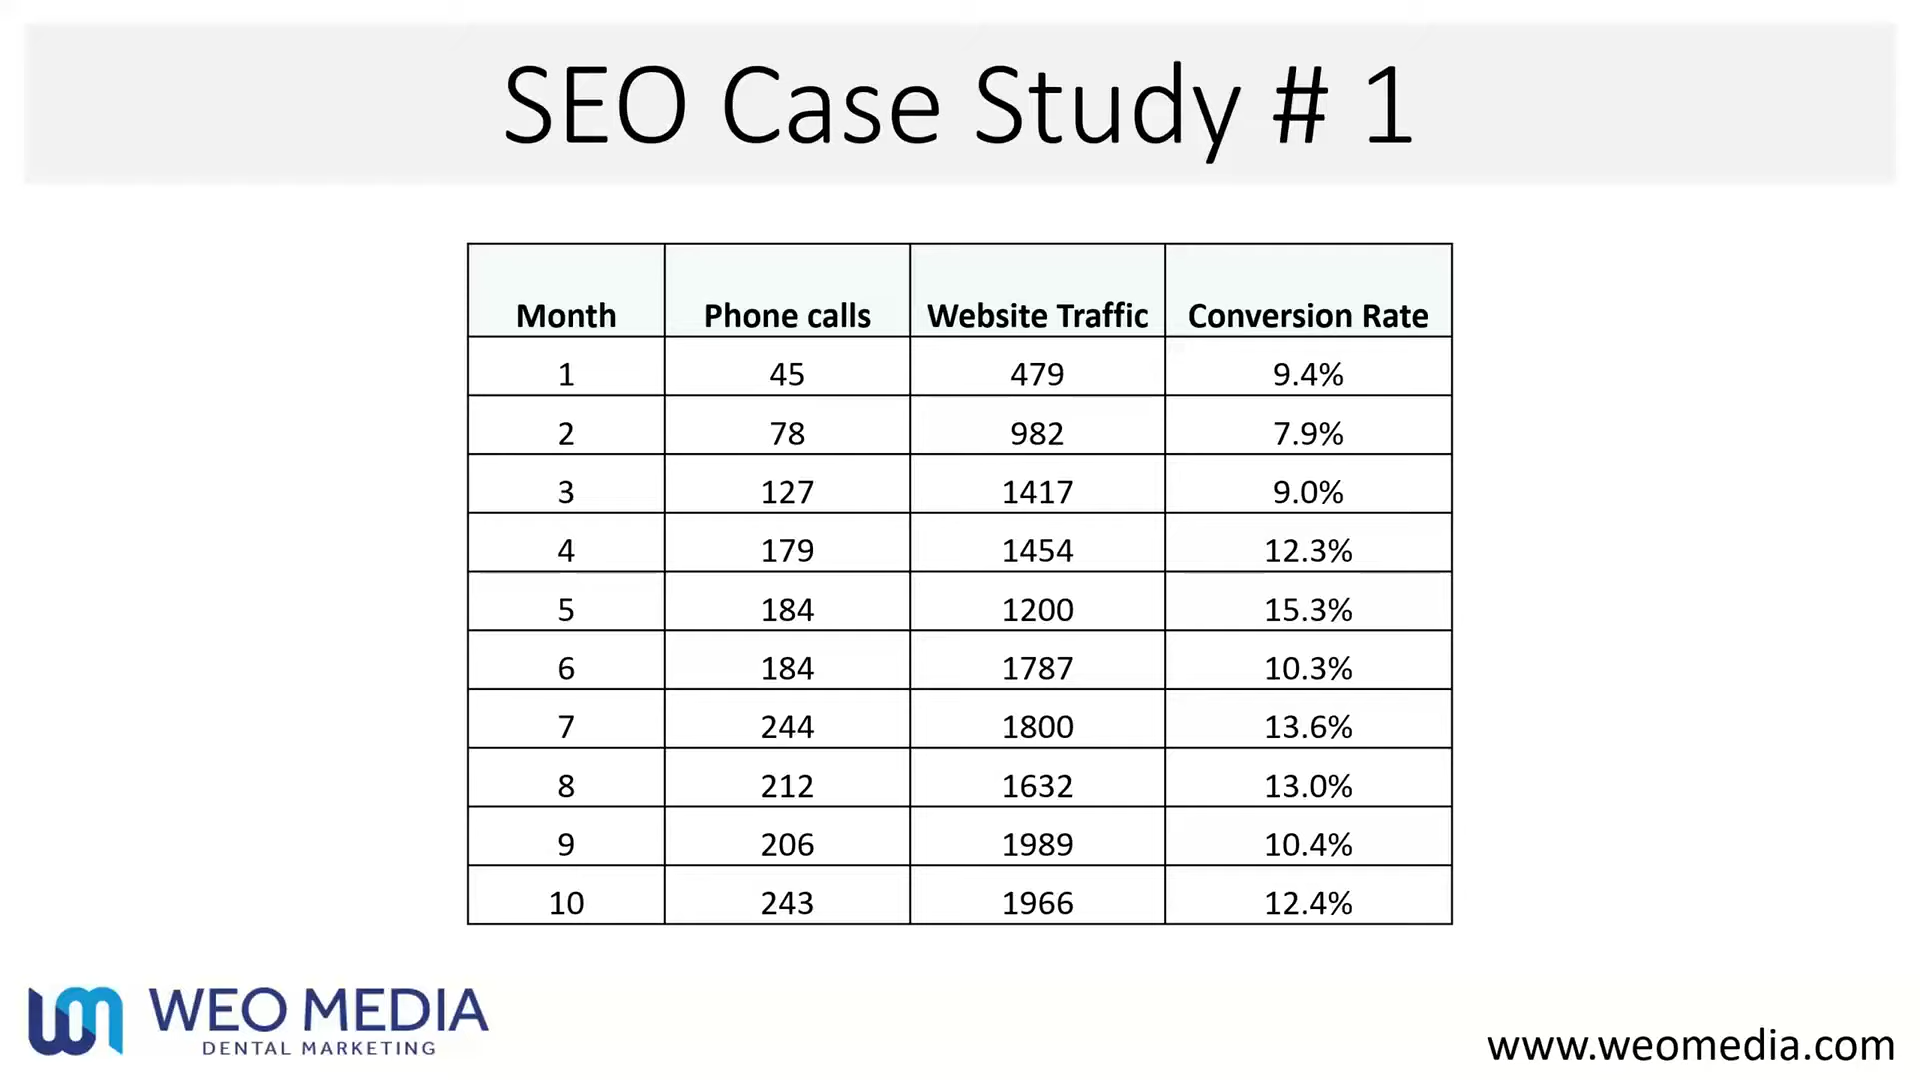 SEO Case Study # 1
Month Phone calls Website Traffic Conversion Rate
1 45 479 9.4%
2 78 982 7.9%
3 127 1417 9.0%
4 179 1454 12.3%
5 184 1200 15.3%
6 184 1787 10.3%
7 244 1800 13.6%
8 212 1632 13.0%
9 206 1989 10.4%
10 243 1966 12.4%
WEO MEDIA
DENTAL MARKETING
www.weomedia.com